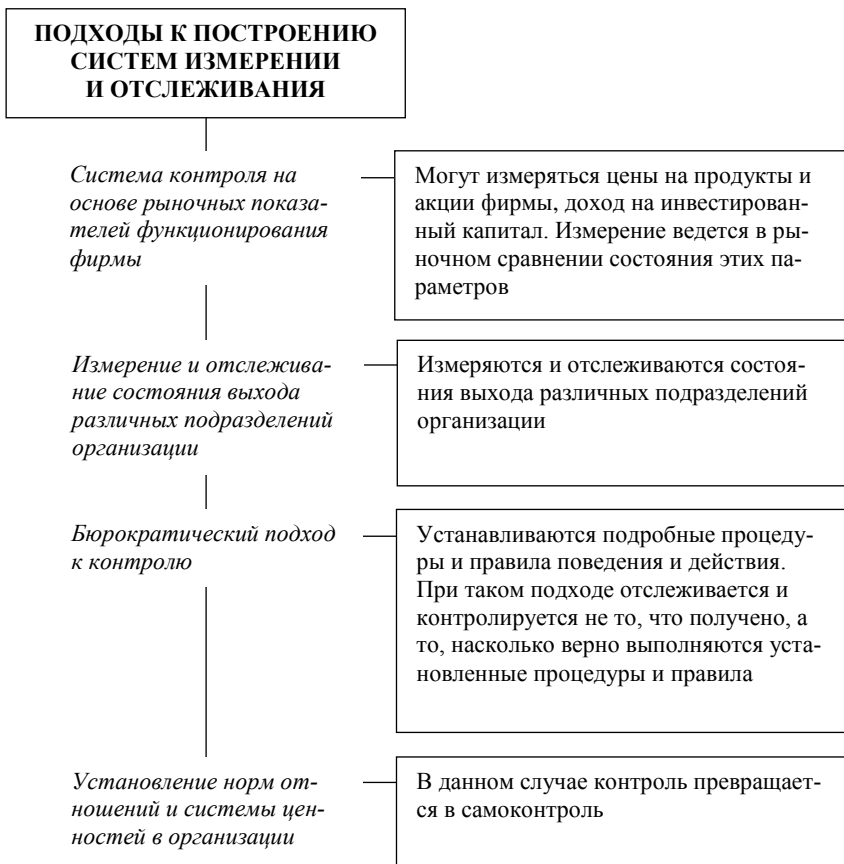 ПОДХОДЫ К ПОСТРОЕНИЮ
СИСТЕМ ИЗМЕРЕНИИ
И ОТСЛЕЖИВАНИЯ
Система контроля на
основе рыночных показа-
телей функционирования
фирмы
Могут измеряться цены на продукты и
акции фирмы, доход на инвестирован-
ный капитал. Измерение ведется в ры-
ночном сравнении состояния этих па-
раметров
Измерение и отслежива-
ние состояния выхода
различных подразделений
организации
Измеряются и отслеживаются состоя-
ния выхода различных подразделений
организации
Бюрократический подход
к контролю
Устанавливаются подробные процеду-
ры и правила поведения и действия.
При таком подходе отслеживается и
контролируется не то, что получено, а
то, насколько верно выполняются уста-
новленные процедуры и правила
Установление норм от-
ношений и системы цен-
ностей в организации
В данном случае контроль превращает-
ся в самоконтроль